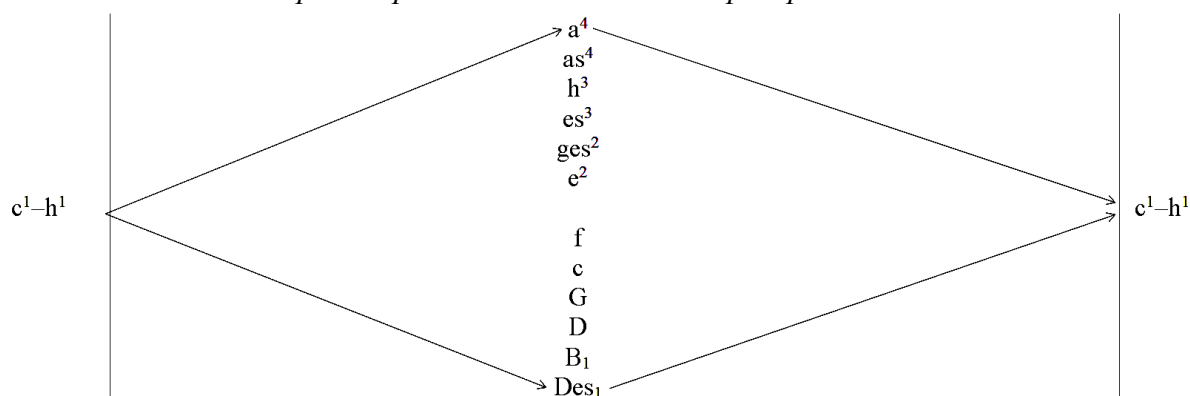 a⁴
as⁴
h³
es³
ges²
e²
c¹–h¹
c¹–h¹
f
c
G
D
B₁
Des₁